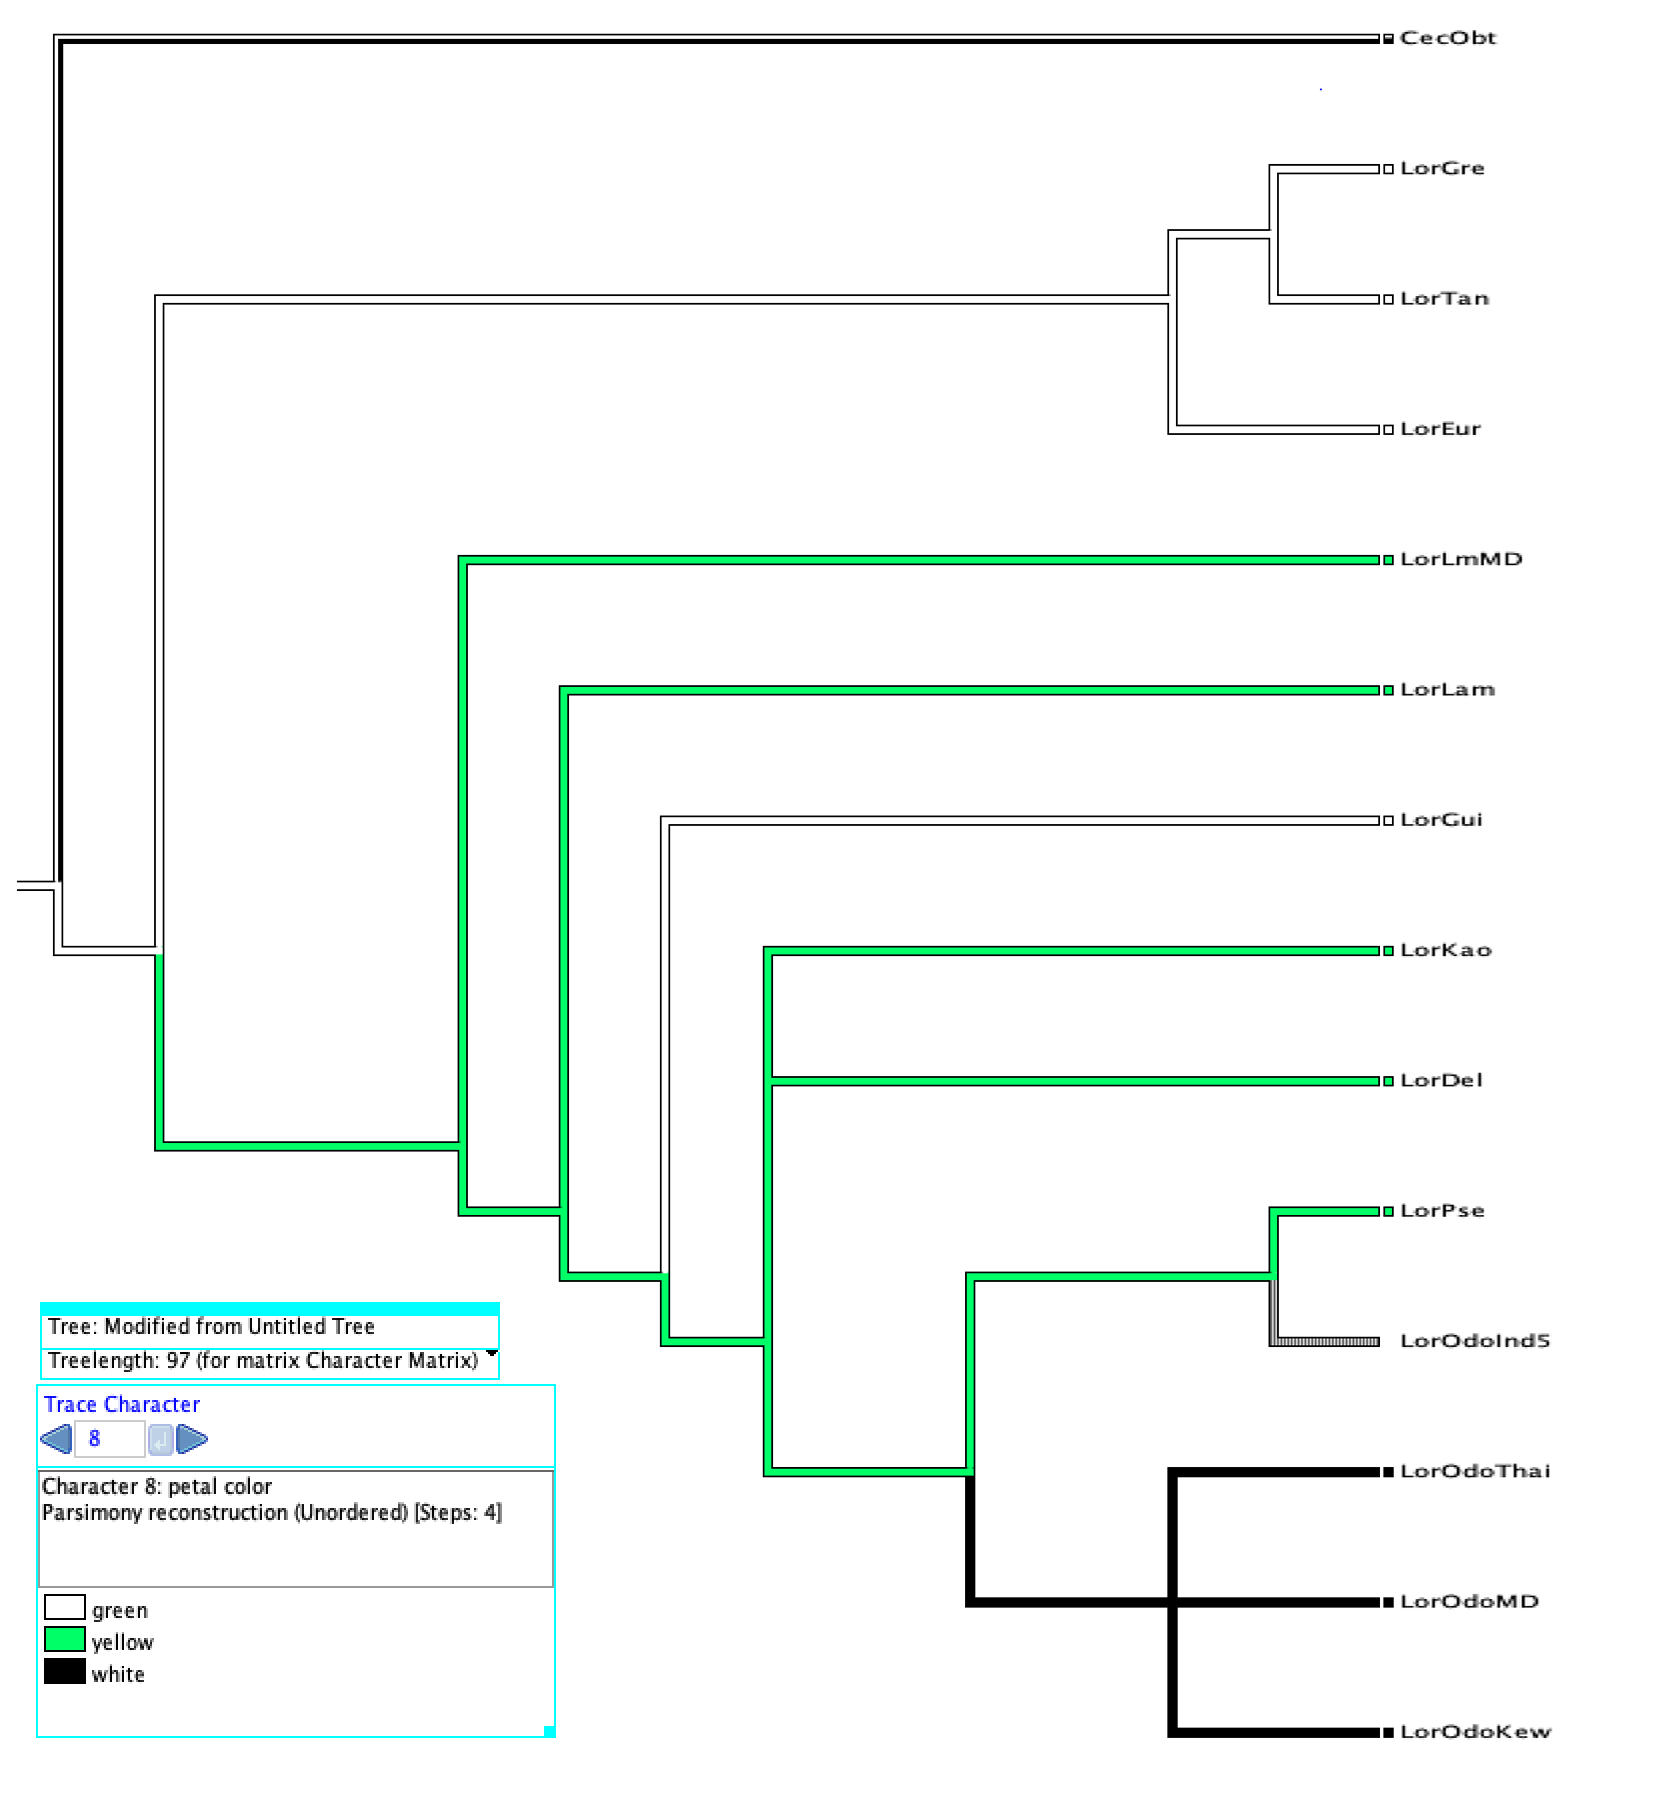 CecObt
LorGre
LorTan
LorEur
LorLmMD
LorLam
LorGui
LorKao
LorDel
LorPse
LorOdoInd5
LorOdoThai
LorOdoMD
LorOdoKew
Tree: Modified from Untitled Tree
Treelength: 97 (for matrix Character Matrix)
Trace Character
8
Character 8: petal color
Parsimony reconstruction (Unordered) [Steps: 4]
green
yellow
white